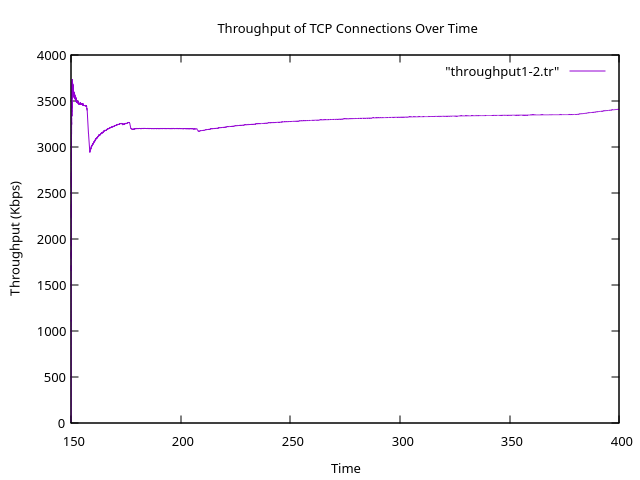 Throughput of TCP Connections Over Time
"throughput1-2.tr"
4000
3500
3000
2500
2000
1500
1000
500
0
Throughput (Kbps)
150 200 250 300 350 400
Time